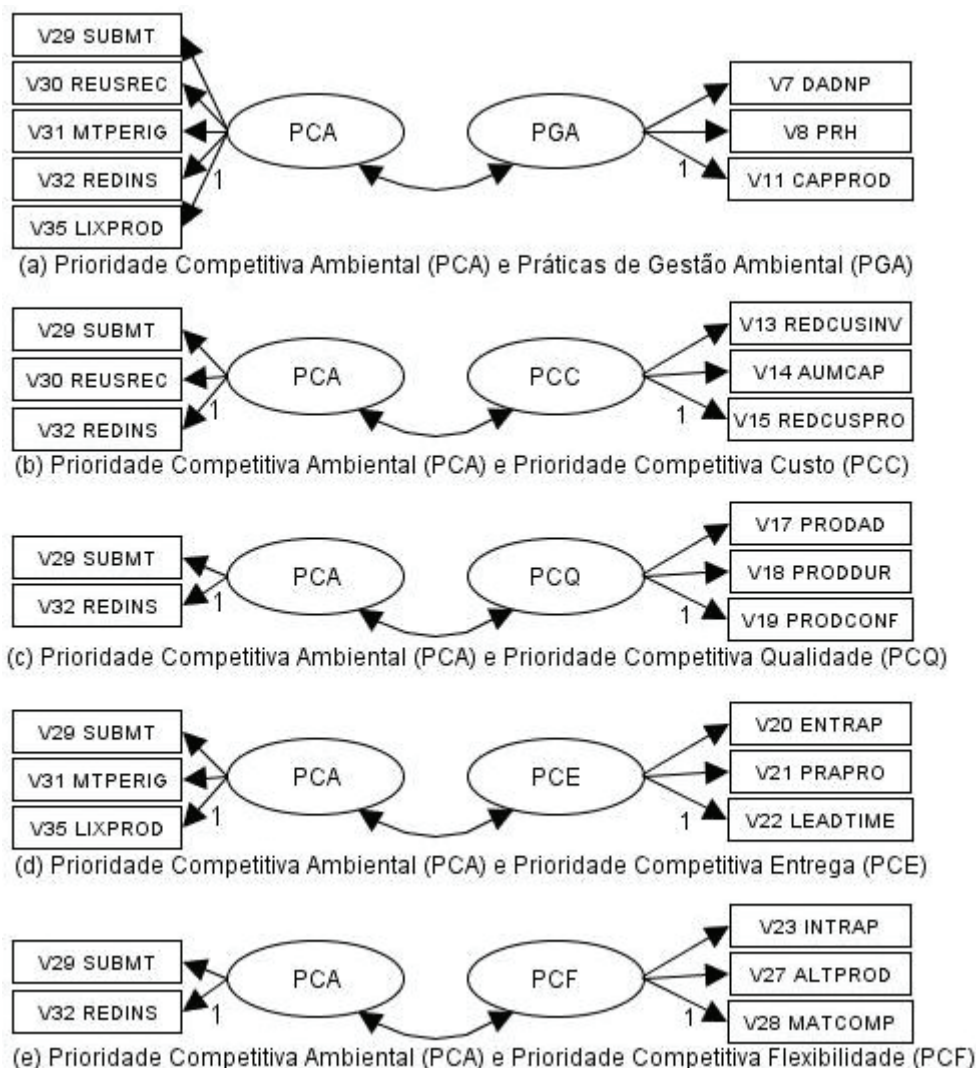 V29 SUBMT
V30 REUSREC
V31 MTPERIG
V32 REDINS
V35 LIXPROD
1
PCA
PGA
1
V7 DADNP
V8 PRH
V11 CAPPROD
(a) Prioridade Competitiva Ambiental (PCA) e Práticas de Gestão Ambiental (PGA)
V29 SUBMT
V30 REUSREC
V32 REDINS
1
PCA
PCC
1
V13 REDCUSINV
V14 AUMCAP
V15 REDCUSPRO
(b) Prioridade Competitiva Ambiental (PCA) e Prioridade Competitiva Custo (PCC)
V29 SUBMT
V32 REDINS
1
PCA
PCQ
1
V17 PRODAD
V18 PRODDUR
V19 PRODCONF
(c) Prioridade Competitiva Ambiental (PCA) e Prioridade Competitiva Qualidade (PCQ)
V29 SUBMT
V31 MTPERIG
V35 LIXPROD
1
PCA
PCE
1
V20 ENTRAP
V21 PRAPRO
V22 LEADTIME
(d) Prioridade Competitiva Ambiental (PCA) e Prioridade Competitiva Entrega (PCE)
V29 SUBMT
V32 REDINS
1
PCA
PCF
1
V23 INTRAP
V27 ALTPROD
V28 MATCOMP
(e) Prioridade Competitiva Ambiental (PCA) e Prioridade Competitiva Flexibilidade (PCF)